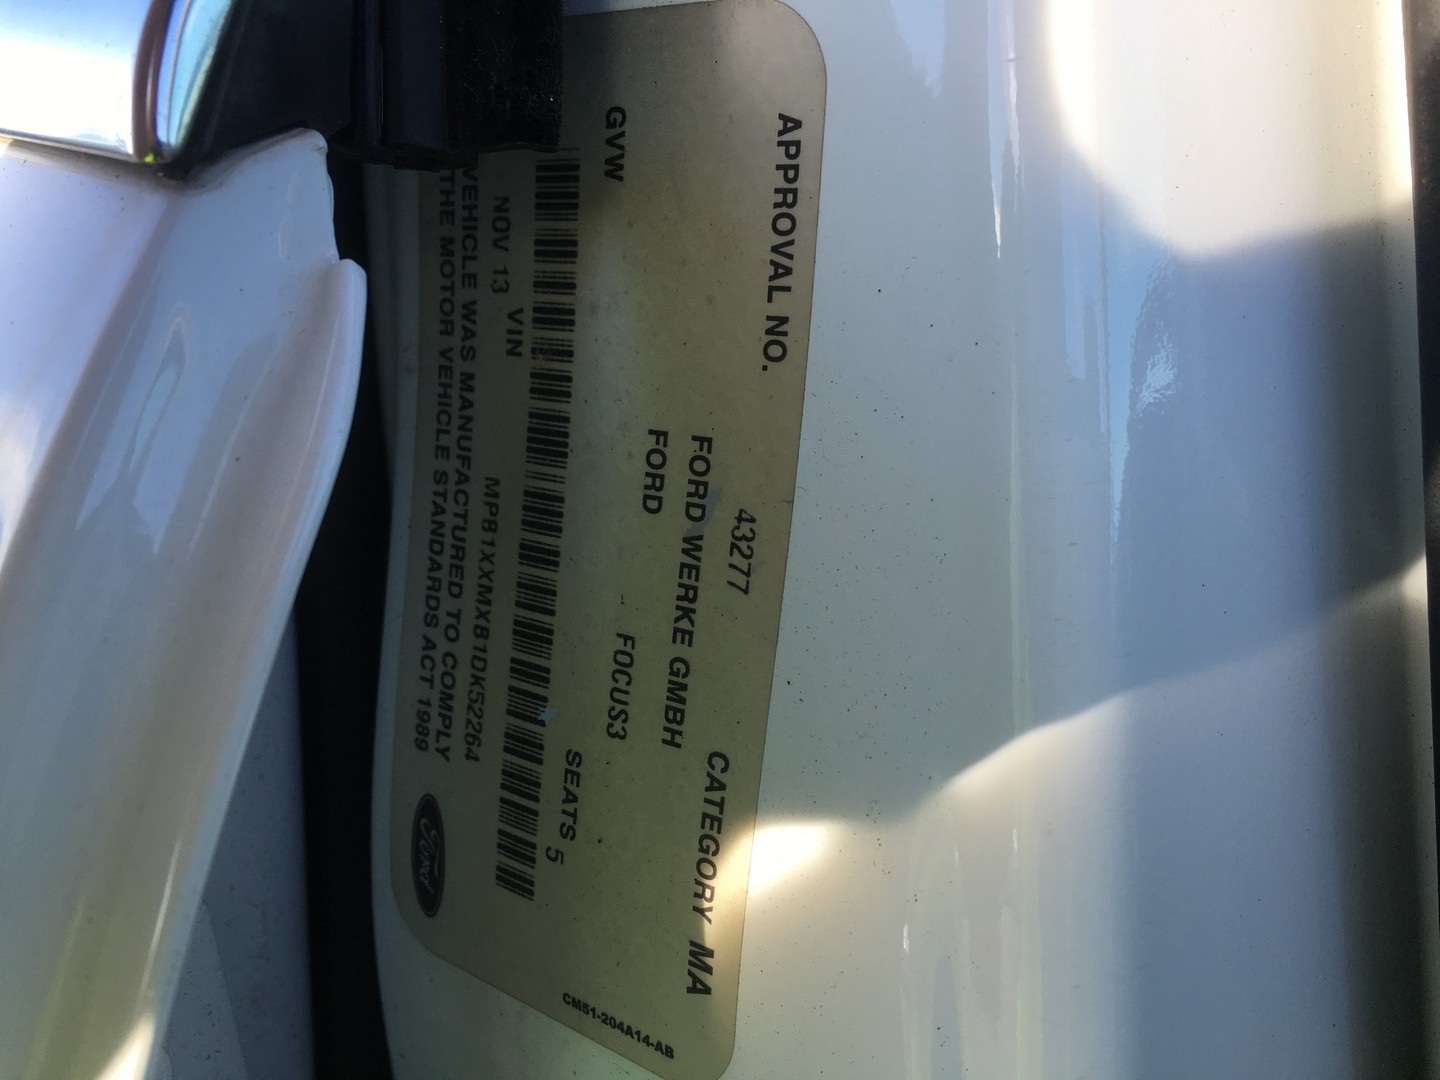 APPROVAL NO. 43277 CATEGORY MA
FORD WERKE GMBH
FORD FOCUS3
GVW SEATS 5
VIN
NOV 13 MPB1XXMXB1DK52264
VEHICLE WAS MANUFACTURED TO COMPLY
THE MOTOR VEHICLE STANDARDS ACT 1989
Ford
CM51-204A14-AB